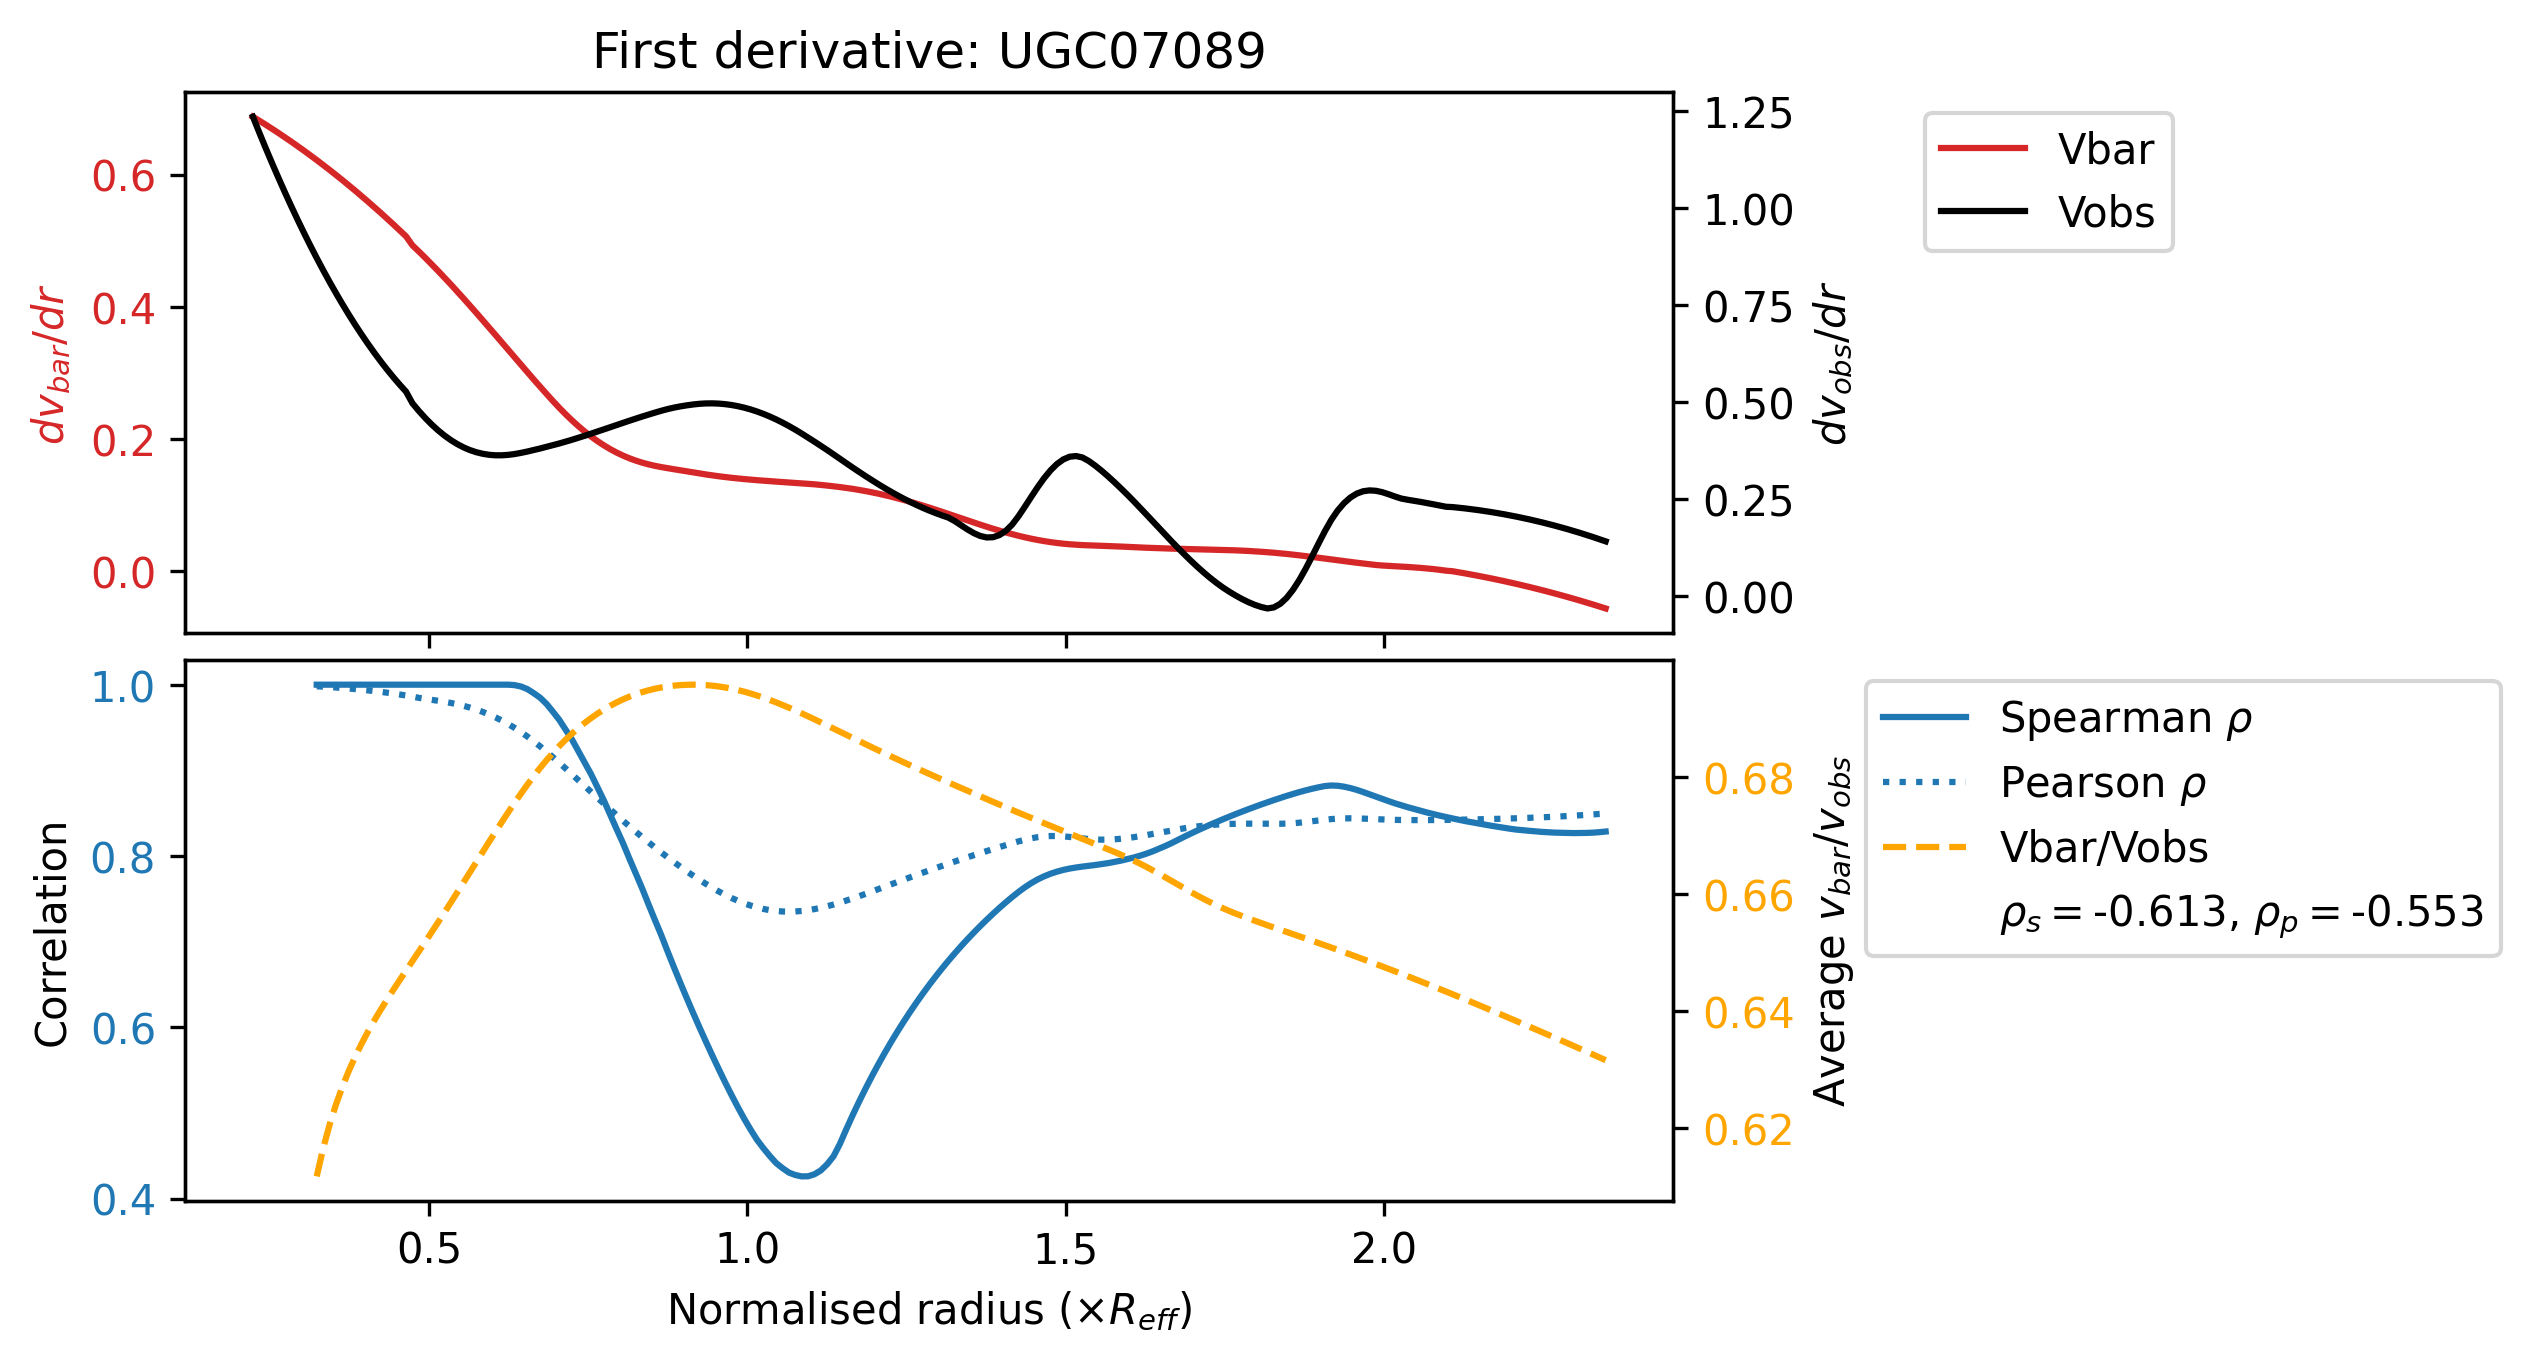 First derivative: UGC07089
0.6
0.4
0.2
0.0
dv_bar/dr
1.25
1.00
0.75
0.50
0.25
0.00
dv_obs/dr
Vbar
Vobs
1.0
0.8
0.6
0.4
Correlation
0.68
0.66
0.64
0.62
Average v_bar/v_obs
Spearman ρ
Pearson ρ
Vbar/Vobs
ρ_s = -0.613, ρ_p = -0.553
0.5 1.0 1.5 2.0
Normalised radius (×R_eff)